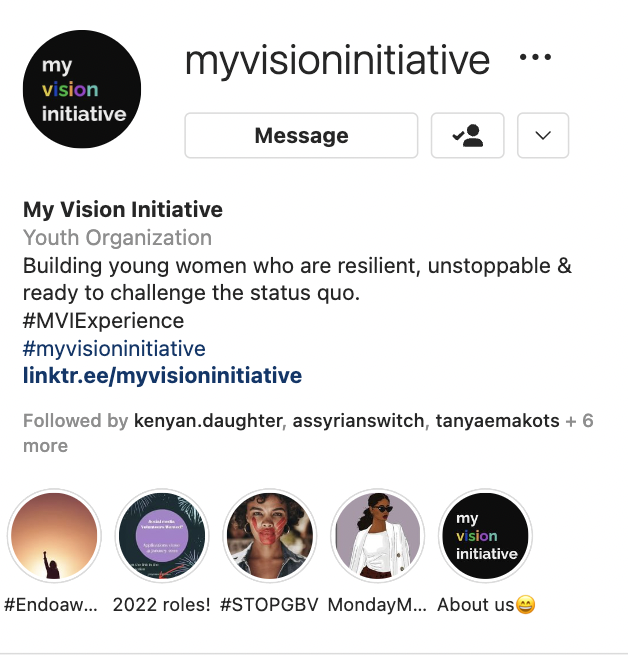 my
vision
initiative
myvisioninitiative ...
Message
My Vision Initiative
Youth Organization
Building young women who are resilient, unstoppable &
ready to challenge the status quo.
#MVIExperience
#myvisioninitiative
linktr.ee/myvisioninitiative
Followed by kenyan.daughter, assyrianswitch, tanyaemakots + 6
more
my
vision
initiative
#Endoaw... 2022 roles! #STOPGBV MondayM... About us😄